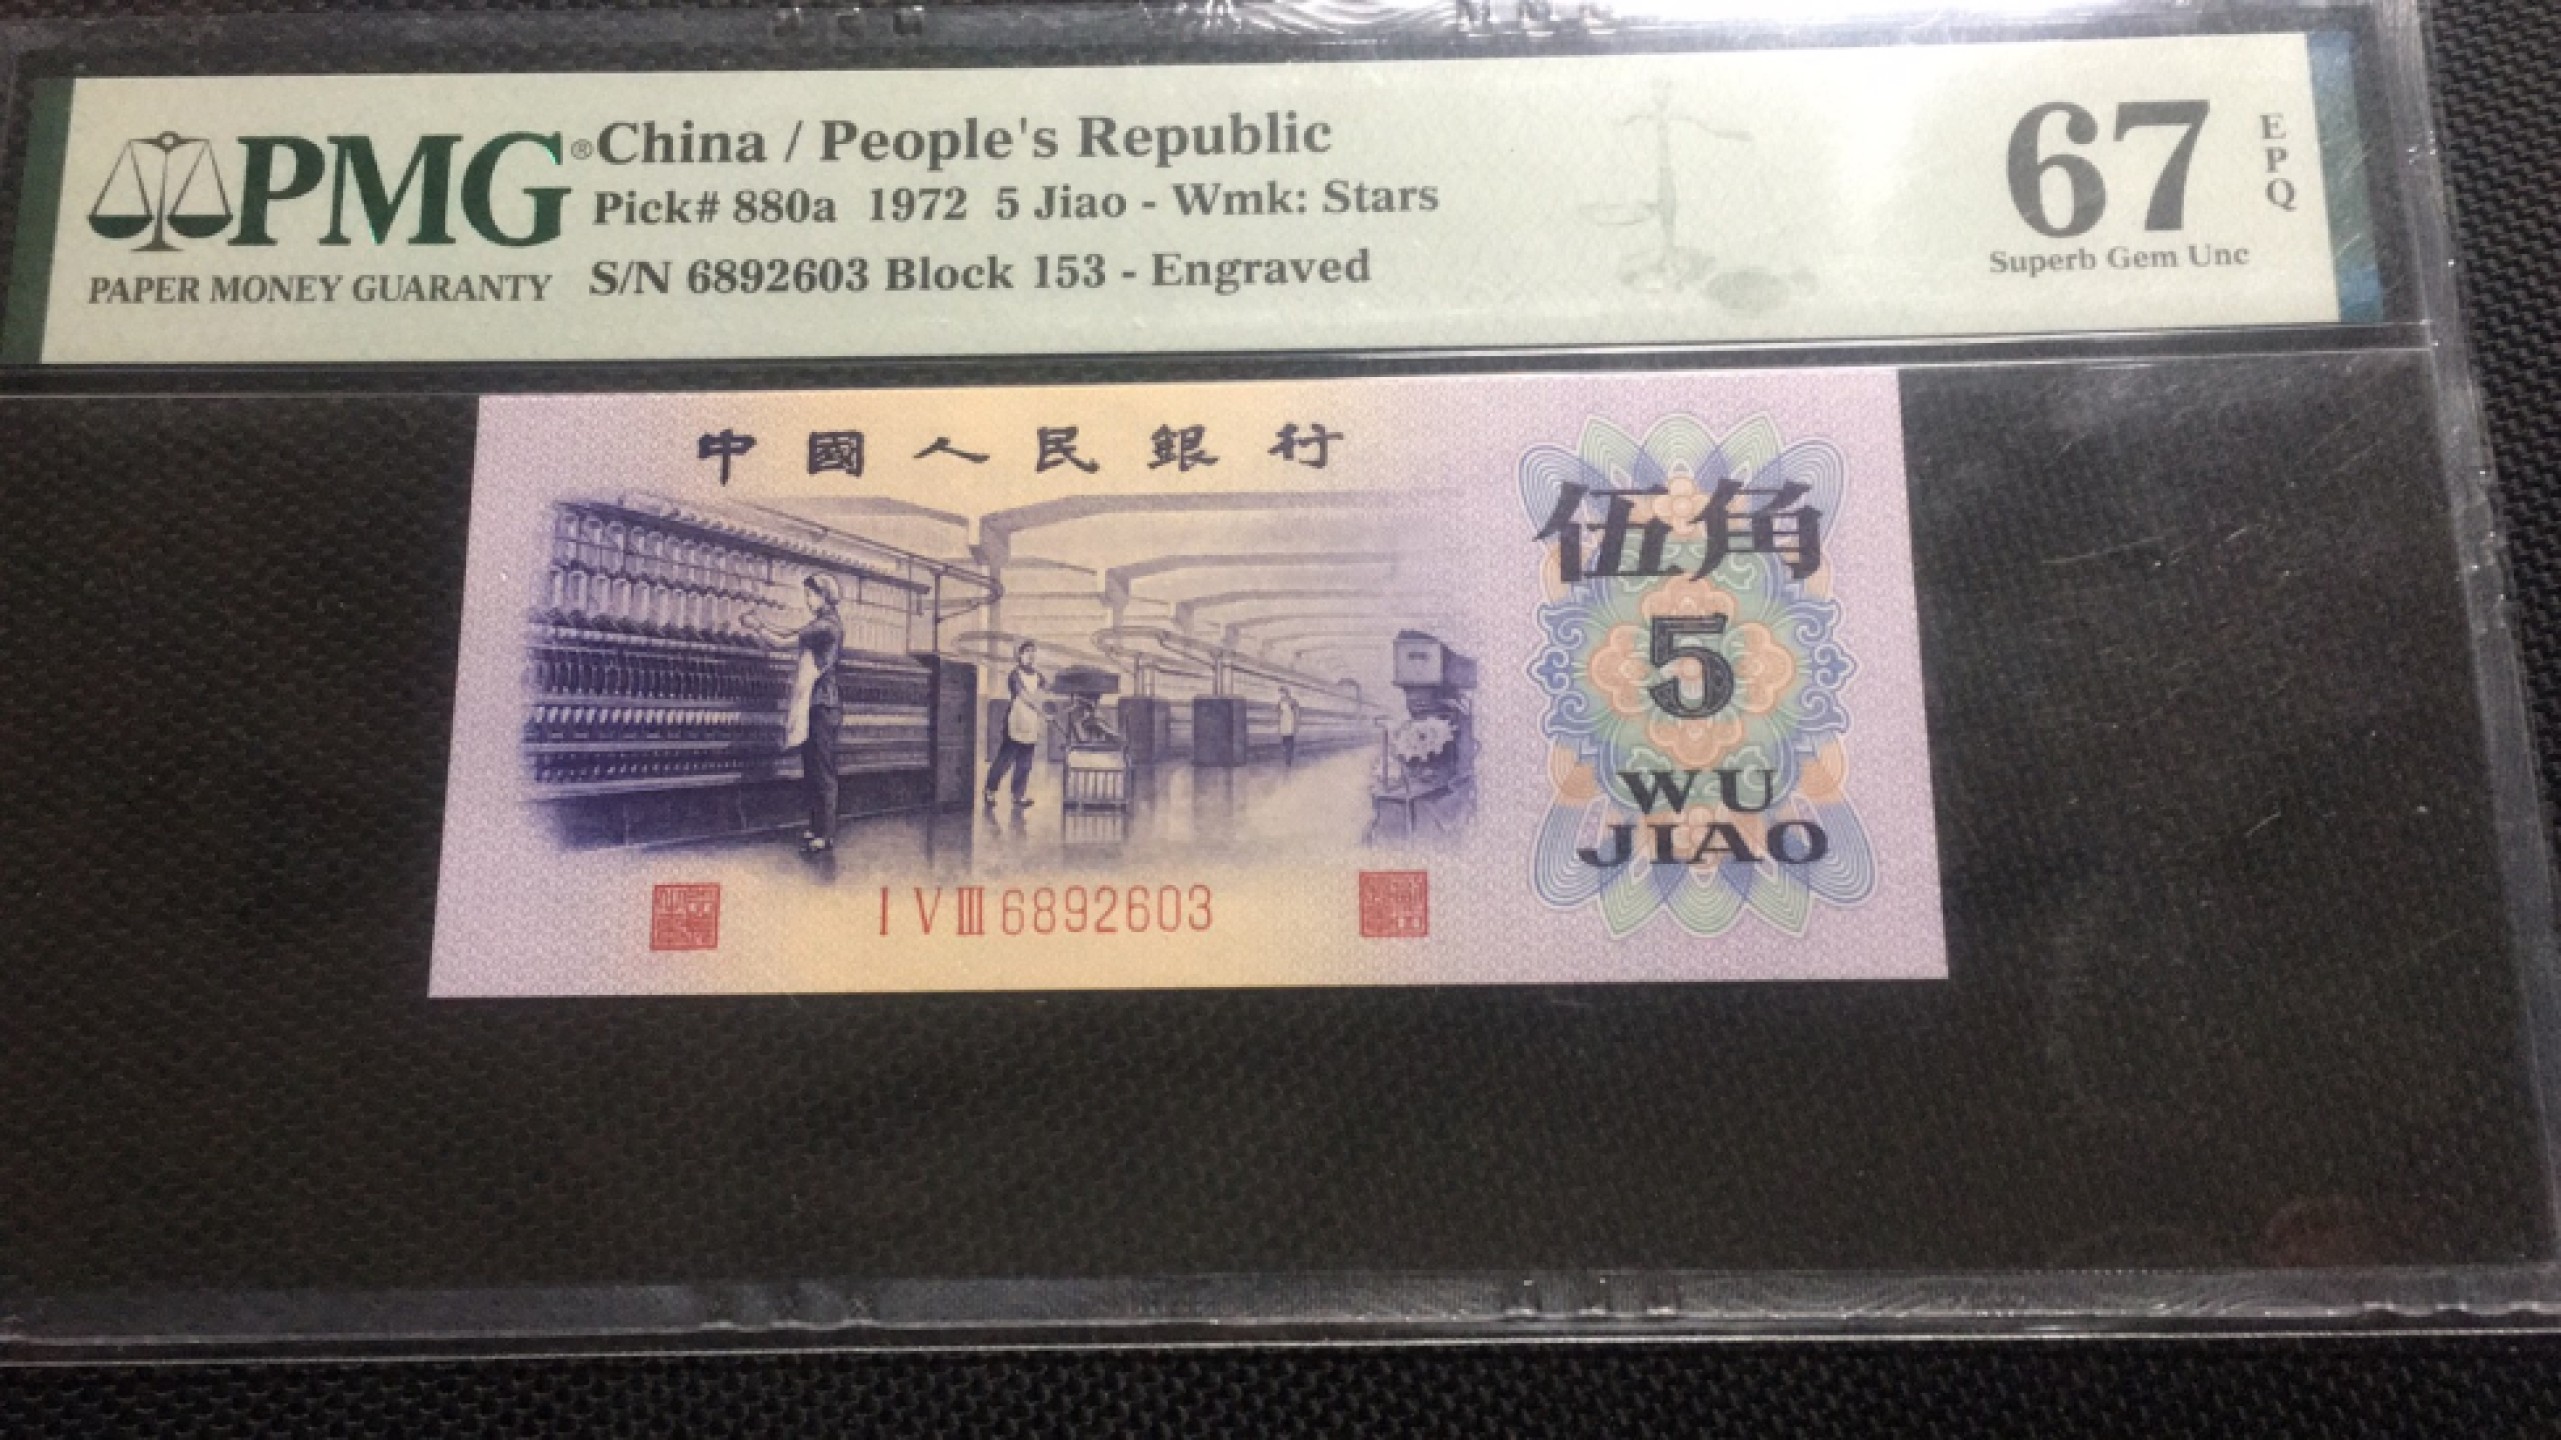 PMG®
PAPER MONEY GUARANTY
China / People's Republic
Pick# 880a 1972 5 Jiao - Wmk: Stars
S/N 6892603 Block 153 - Engraved
67
EPQ
Superb Gem Unc
中國人民銀行
伍角
5
WU
JIAO
I V III 6892603